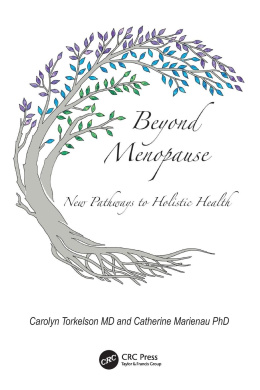 Beyond
Menopause
New Pathways to Holistic Health
Carolyn Torkelson MD and Catherine Marienau PhD
CRC
CRC Press
Taylor & Francis Group